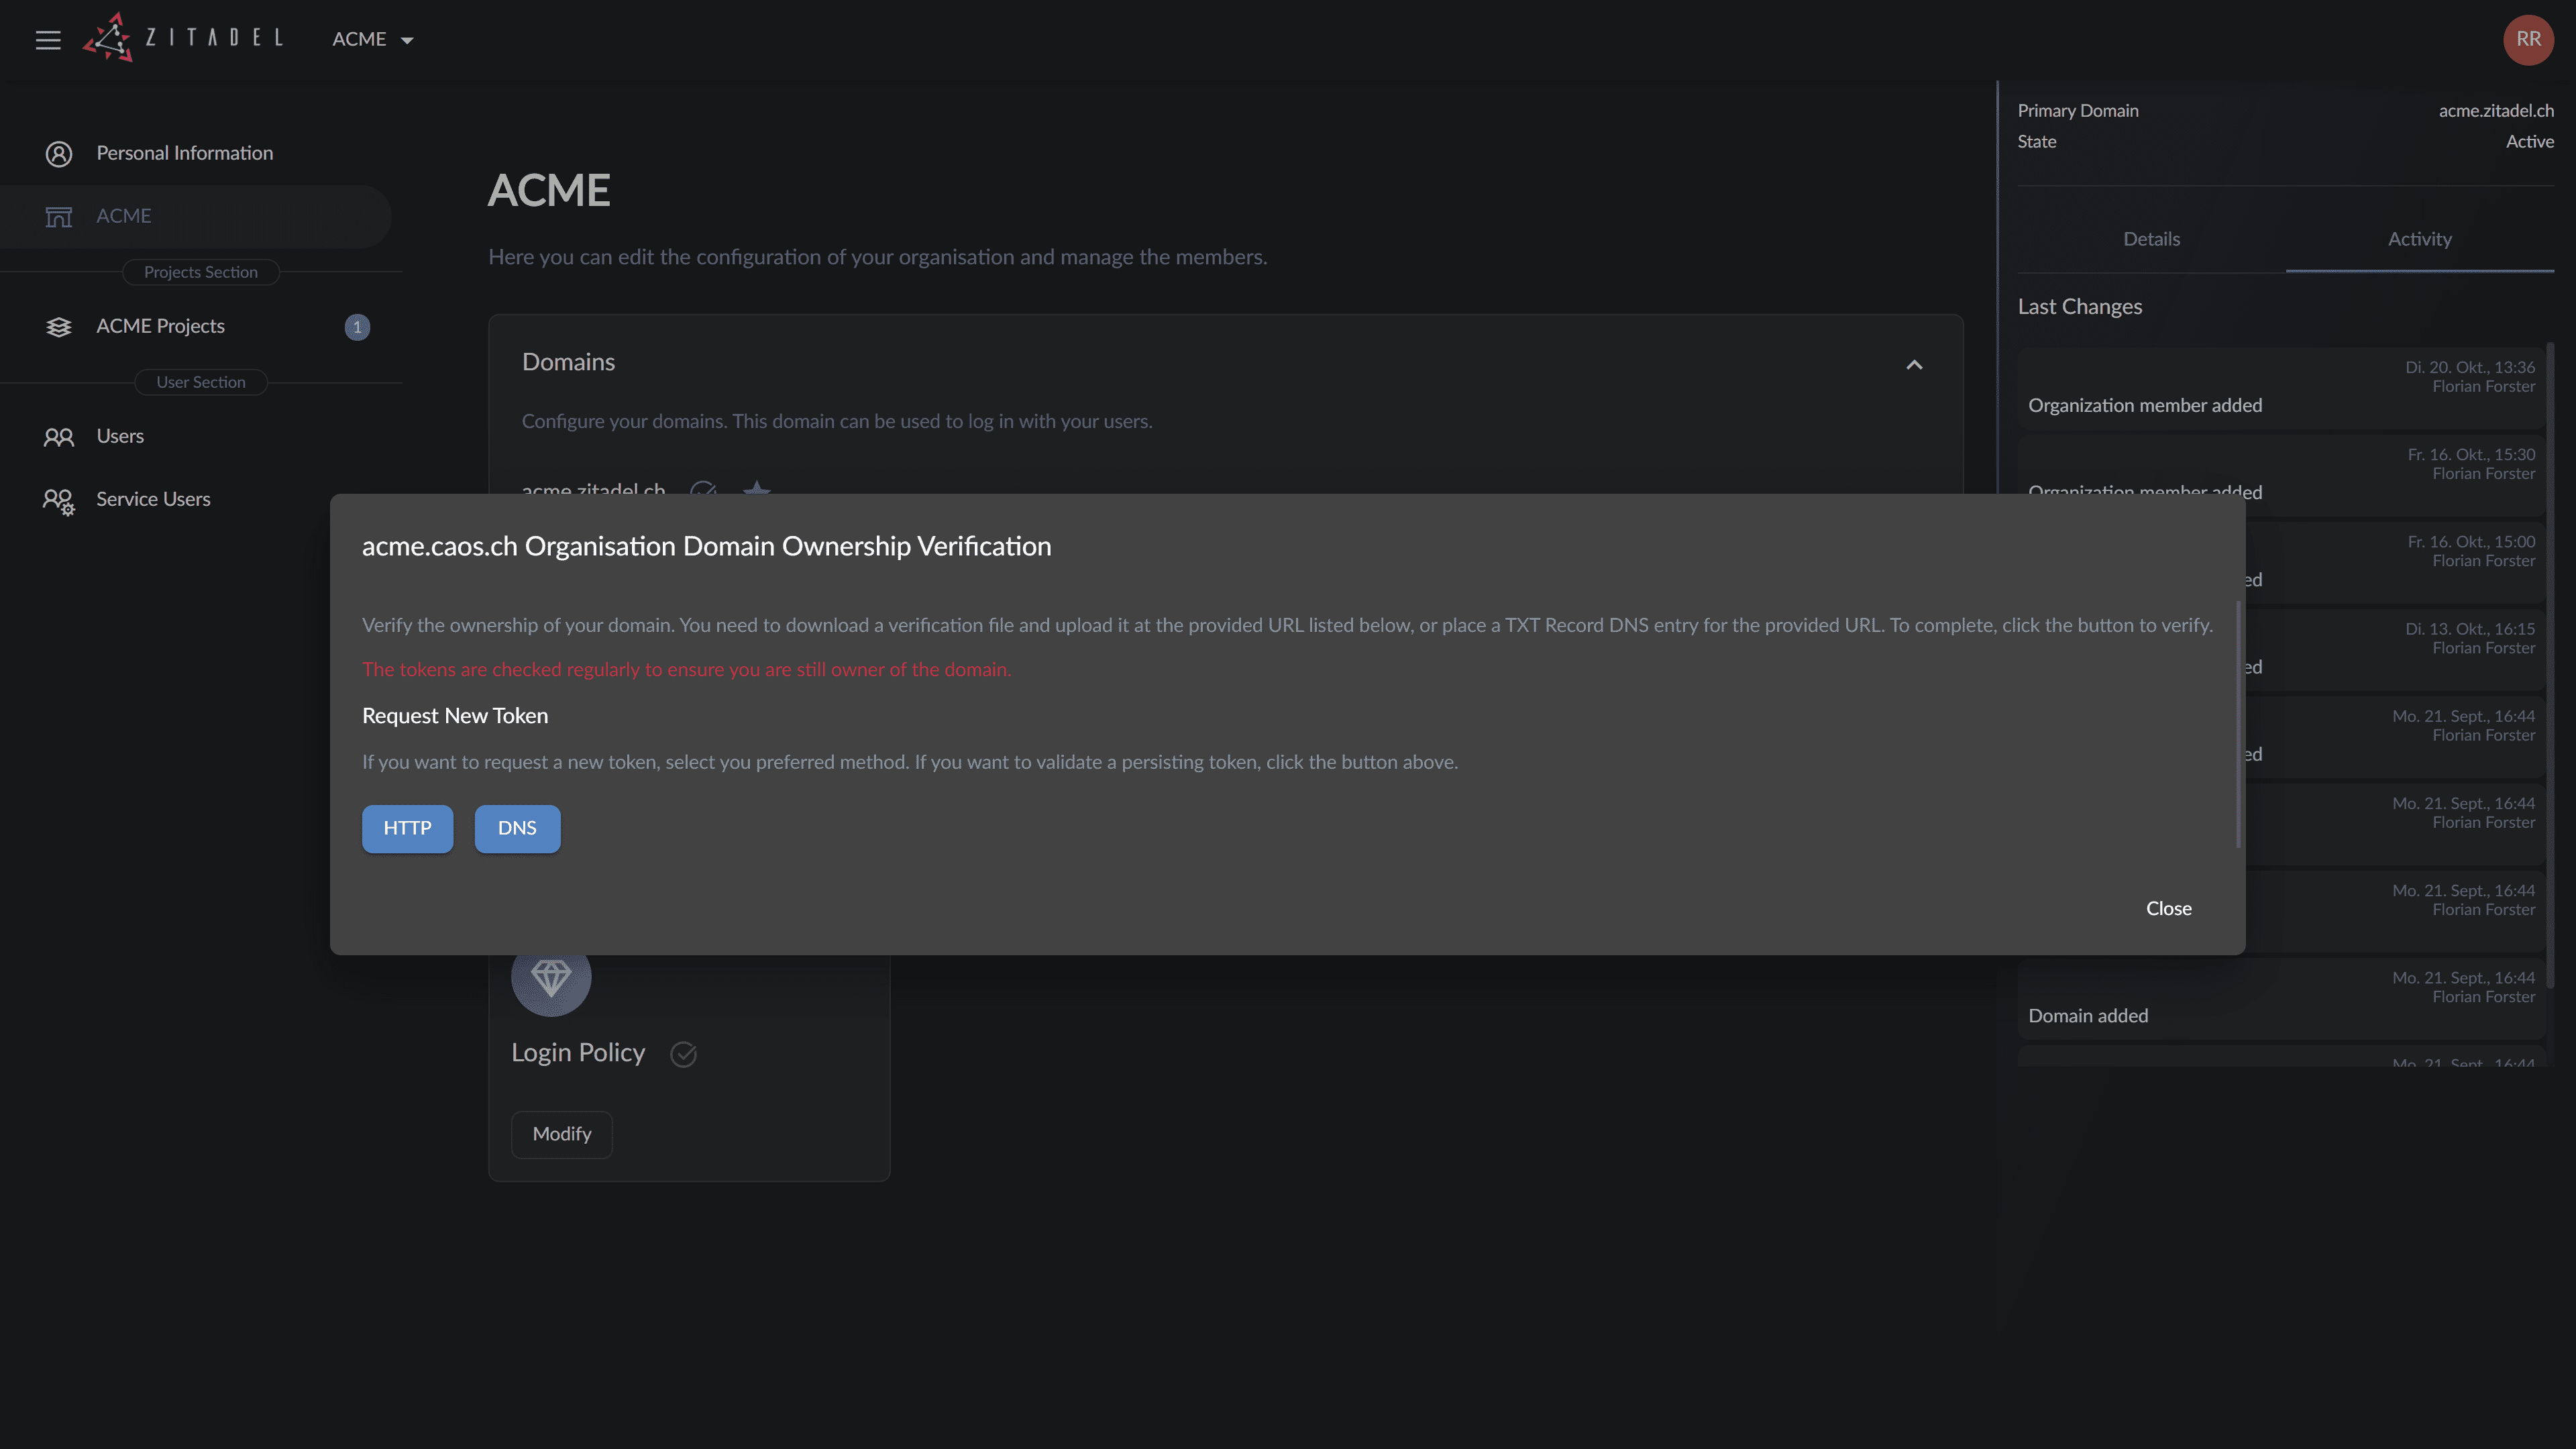 ZITADEL
ACME
RR
Personal Information
ACME
Projects Section
ACME Projects
1
User Section
Users
Service Users
ACME
Here you can edit the configuration of your organisation and manage the members.
Domains
Configure your domains. This domain can be used to log in with your users.
acme.zitadel.ch
acme.caos.ch Organisation Domain Ownership Verification
Verify the ownership of your domain. You need to download a verification file and upload it at the provided URL listed below, or place a TXT Record DNS entry for the provided URL. To complete, click the button to verify.
The tokens are checked regularly to ensure you are still owner of the domain.
Request New Token
If you want to request a new token, select you preferred method. If you want to validate a persisting token, click the button above.
HTTP
DNS
Close
Login Policy
Modify
Primary Domain
acme.zitadel.ch
State
Active
Details
Activity
Last Changes
Di. 20. Okt., 13:36
Florian Forster
Organization member added
Fr. 16. Okt., 15:30
Florian Forster
Organization member added
Fr. 16. Okt., 15:00
Florian Forster
ed
Di. 13. Okt., 16:15
Florian Forster
ed
Mo. 21. Sept., 16:44
Florian Forster
ed
Mo. 21. Sept., 16:44
Florian Forster
Mo. 21. Sept., 16:44
Florian Forster
Mo. 21. Sept., 16:44
Florian Forster
Domain added
Mo. 21. Sept., 16:44